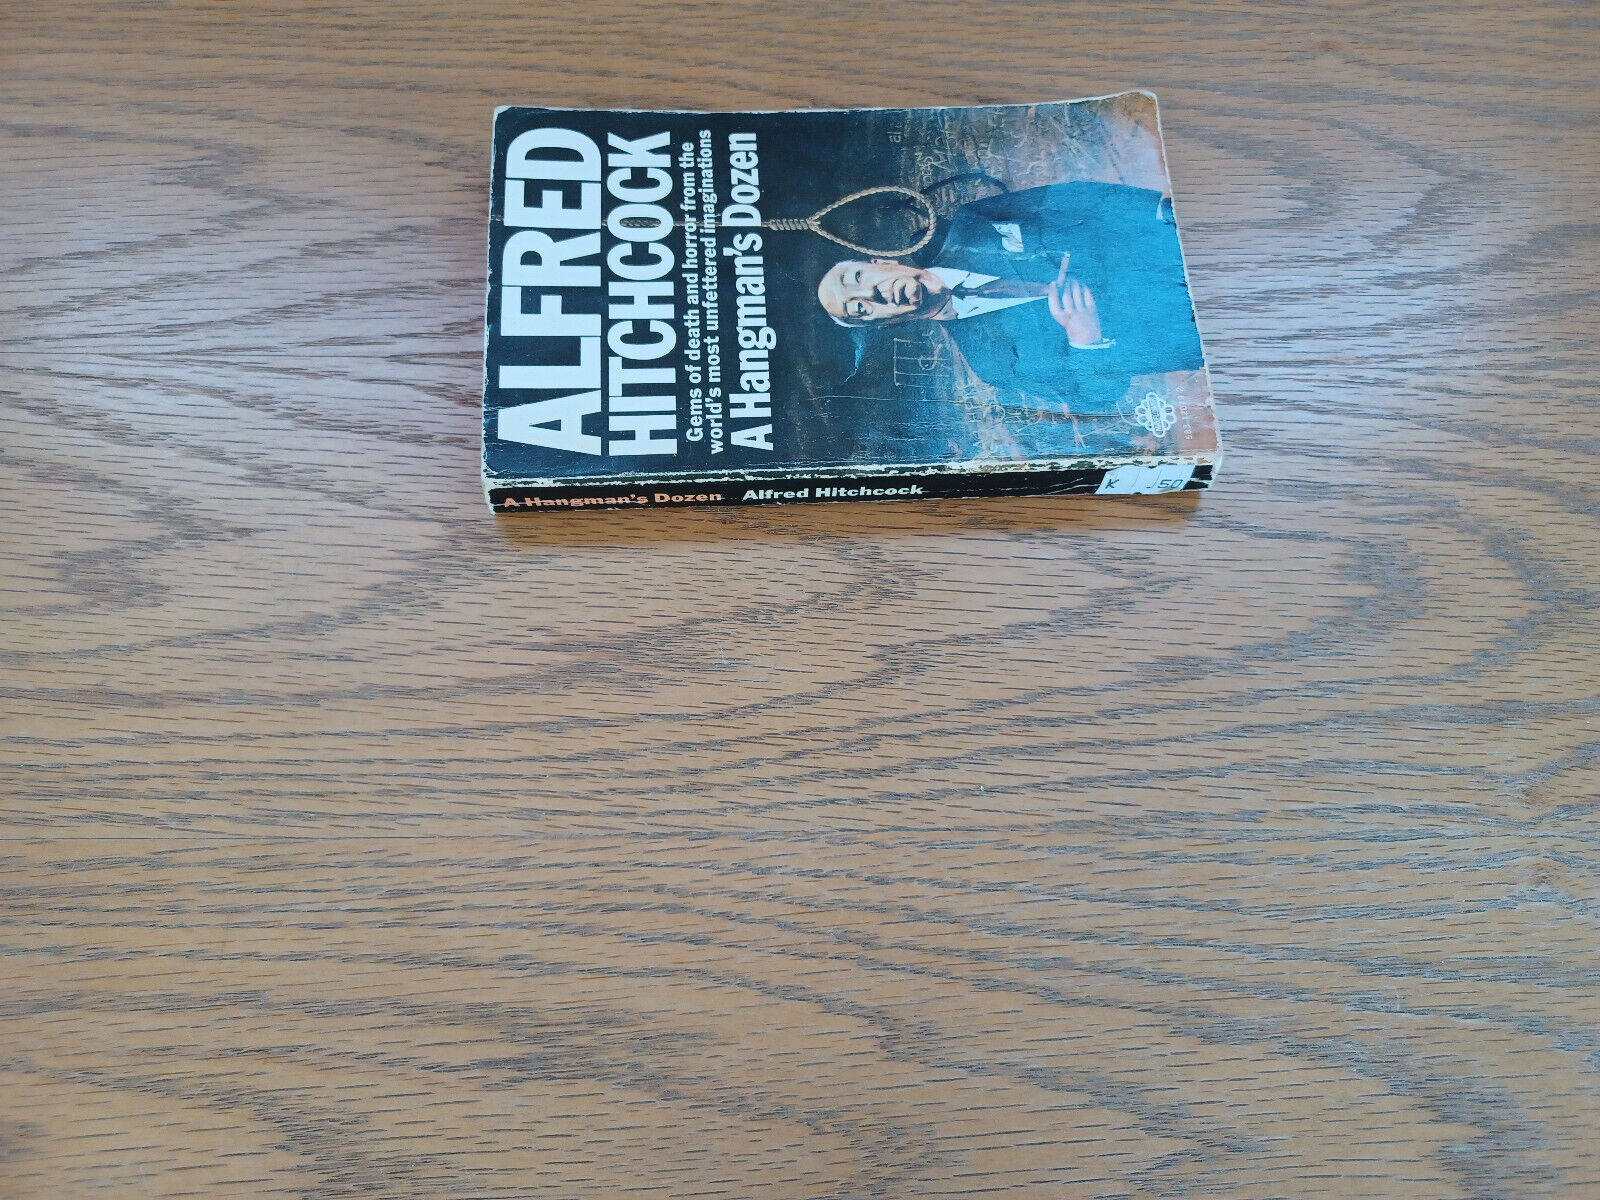 ALFRED
HITCHCOCK
Gems of death and horror from the
world's most unfettered imaginations
A Hangman's Dozen
A Hangman's Dozen Alfred Hitchcock
K .50